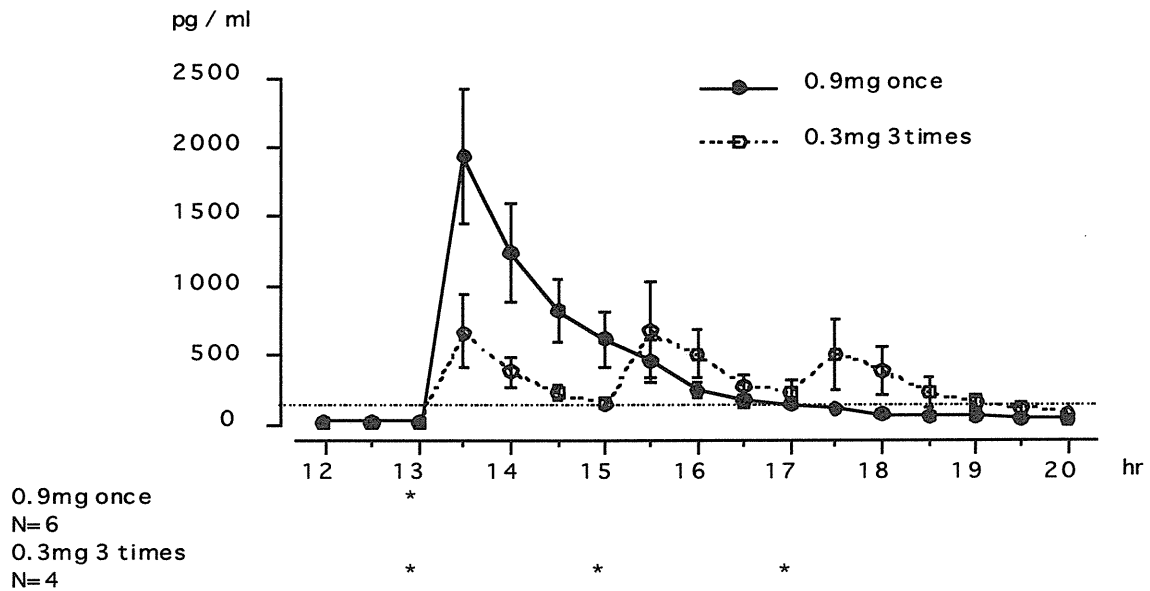 pg / ml
2500
2000
1500
1000
500
0
0.9mg once
0.3mg 3times
12 13 14 15 16 17 18 19 20 hr
0.9mg once *
N=6
0.3mg 3 times
N=4 * * *